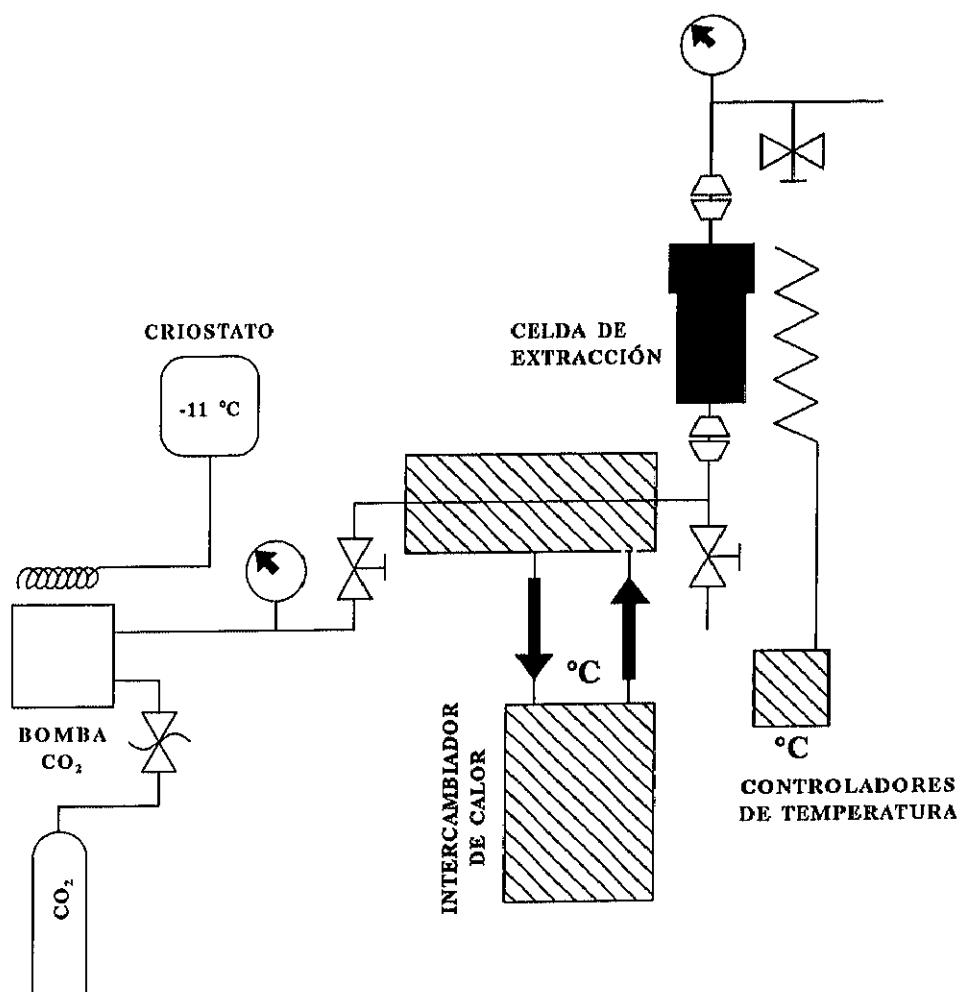 CRIOSTATO
-11 °C
CELDA DE
EXTRACCIÓN
BOMBA
CO₂
CO₂
°C
INTERCAMBIADOR
DE CALOR
°C
CONTROLADORES
DE TEMPERATURA